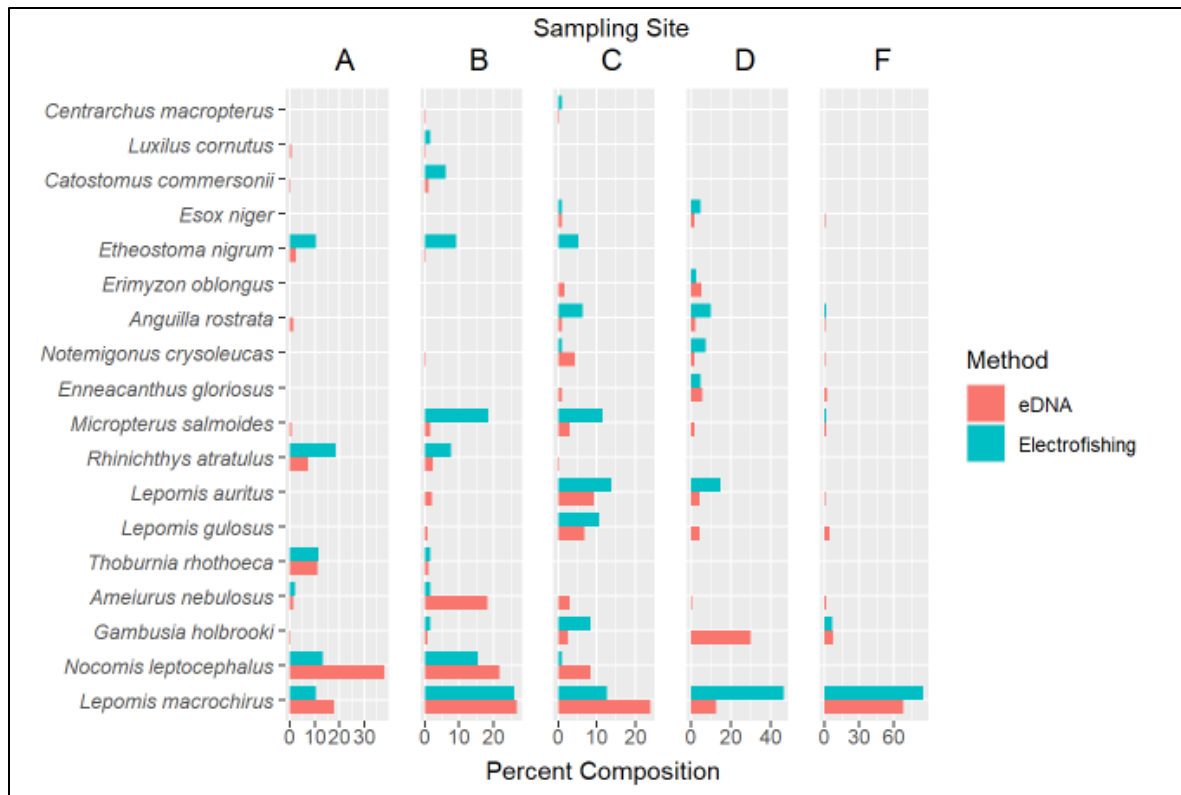 Sampling Site
A B C D F
Centrarchus macropterus
Luxilus cornutus
Catostomus commersonii
Esox niger
Etheostoma nigrum
Erimyzon oblongus
Anguilla rostrata
Notemigonus crysoleucas
Enneacanthus gloriosus
Micropterus salmoides
Rhinichthys atratulus
Lepomis auritus
Lepomis gulosus
Thoburnia rhothoeca
Ameiurus nebulosus
Gambusia holbrooki
Nocomis leptocephalus
Lepomis macrochirus
0 10 20 30 0 10 20 0 10 20 0 20 40 0 30 60
Percent Composition
Method
eDNA
Electrofishing